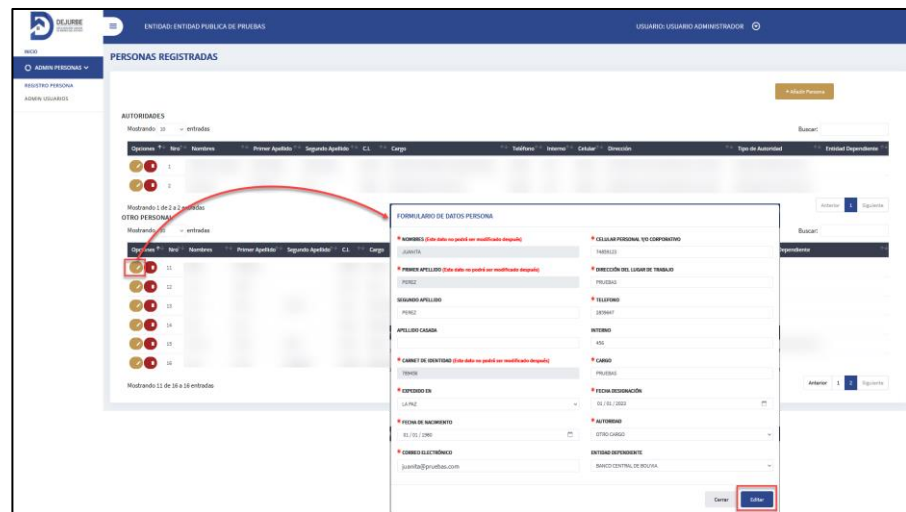 DEJURBE
ENTIDAD: ENTIDAD PUBLICA DE PRUEBAS
USUARIO: USUARIO ADMINISTRADOR
INICIO
ADMIN PERSONAS
REGISTRO PERSONA
ADMIN USUARIOS
PERSONAS REGISTRADAS
+ Añadir Persona
AUTORIDADES
Mostrando 10 entradas
Buscar:
Opciones Nro Nombres Primer Apellido Segundo Apellido C.I. Cargo Teléfono Interno Celular Dirección Tipo de Autoridad Entidad Dependiente
1
2
Mostrando 1 de 2 a 2 entradas
Anterior 1 Siguiente
OTRO PERSONAL
Mostrando 10 entradas
Buscar:
Opciones Nro Nombres Primer Apellido Segundo Apellido C.I. Cargo
11
12
13
14
15
16
Mostrando 11 de 16 a 16 entradas
Anterior 1 2 Siguiente
FORMULARIO DE DATOS PERSONA
* NOMBRES (Este dato no podrá ser modificado después)
JUANITA
* CELULAR PERSONAL Y/O CORPORATIVO
* PRIMER APELLIDO (Este dato no podrá ser modificado después)
PEREZ
* DIRECCIÓN DEL LUGAR DE TRABAJO
PRUEBAS
SEGUNDO APELLIDO
PEREZ
* TELEFONO
APELLIDO CASADA
INTERNO
456
* CARNET DE IDENTIDAD (Este dato no podrá ser modificado después)
* CARGO
PRUEBAS
* EXPEDIDO EN
LA PAZ
* FECHA DESIGNACIÓN
01 / 01 / 2023
* FECHA DE NACIMIENTO
01 / 01 / 1980
* AUTORIDAD
OTRO CARGO
* CORREO ELECTRÓNICO
juanita@pruebas.com
ENTIDAD DEPENDIENTE
BANCO CENTRAL DE BOLIVIA
Cerrar
Editar